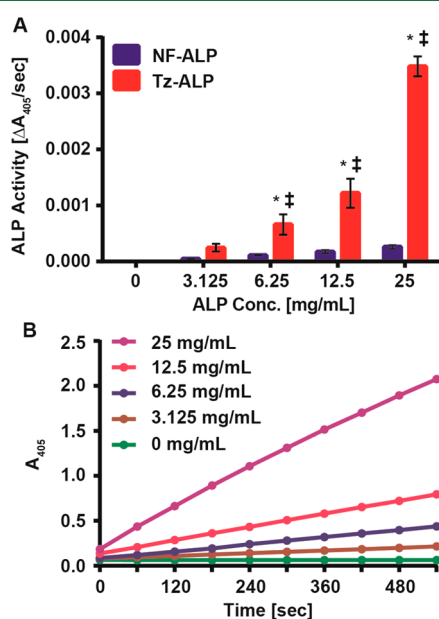 A
ALP Activity [ΔA405/sec]
0.004
0.003
0.002
0.001
0.000
NF-ALP
Tz-ALP
* ‡
* ‡
* ‡
0 3.125 6.25 12.5 25
ALP Conc. [mg/mL]
B
A405
2.5
2.0
1.5
1.0
0.5
0.0
25 mg/mL
12.5 mg/mL
6.25 mg/mL
3.125 mg/mL
0 mg/mL
0 120 240 360 480
Time [sec]